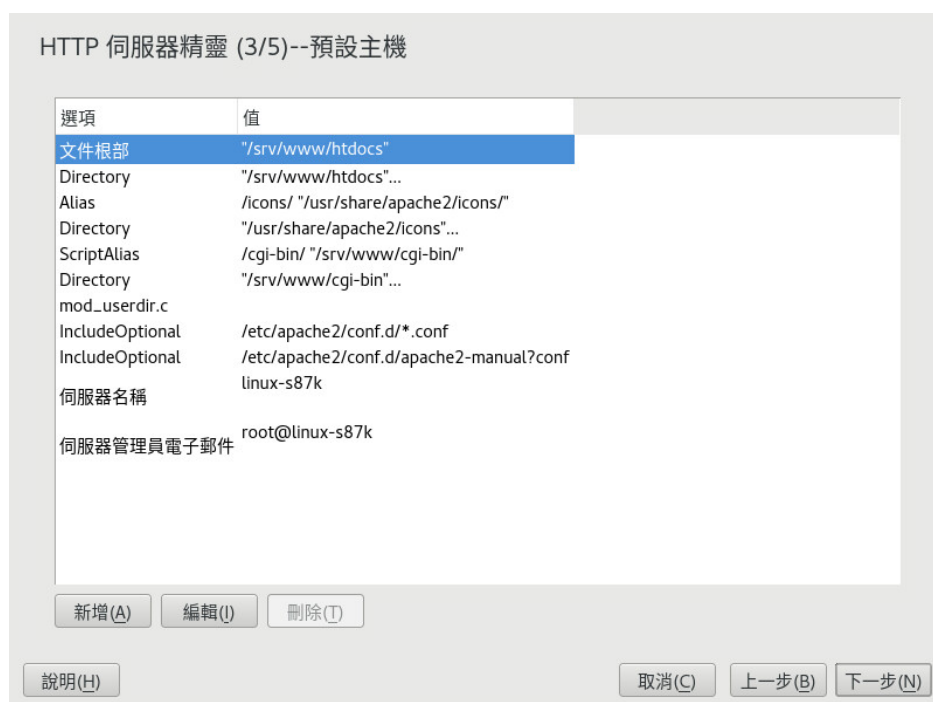 HTTP 伺服器精靈 (3/5)--預設主機
選項 值
文件根部 "/srv/www/htdocs"
Directory "/srv/www/htdocs"...
Alias /icons/ "/usr/share/apache2/icons/"
Directory "/usr/share/apache2/icons"...
ScriptAlias /cgi-bin/ "/srv/www/cgi-bin/"
Directory "/srv/www/cgi-bin"...
mod_userdir.c
IncludeOptional /etc/apache2/conf.d/*.conf
IncludeOptional /etc/apache2/conf.d/apache2-manual?conf
伺服器名稱 linux-s87k
伺服器管理員電子郵件 root@linux-s87k
新增(A) 編輯(I) 刪除(T)
說明(H) 取消(C) 上一步(B) 下一步(N)